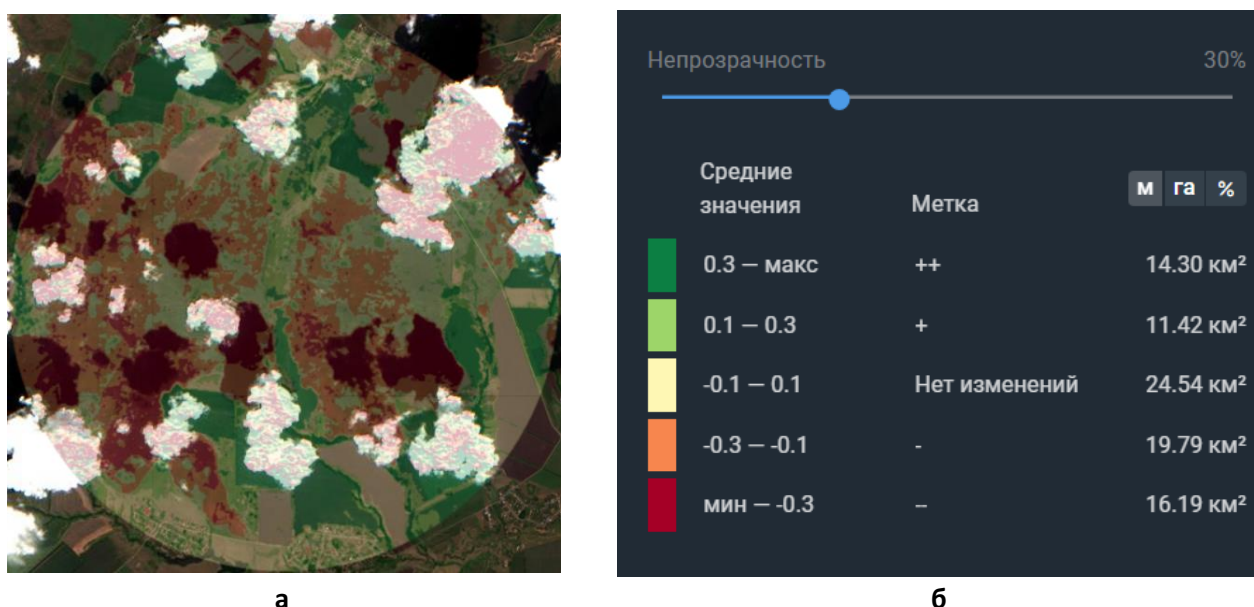 Непрозрачность 30%
Средние
значения Метка м га %
0.3 — макс ++ 14.30 км²
0.1 — 0.3 + 11.42 км²
-0.1 — 0.1 Нет изменений 24.54 км²
-0.3 — -0.1 - 19.79 км²
мин — -0.3 -- 16.19 км²
а б